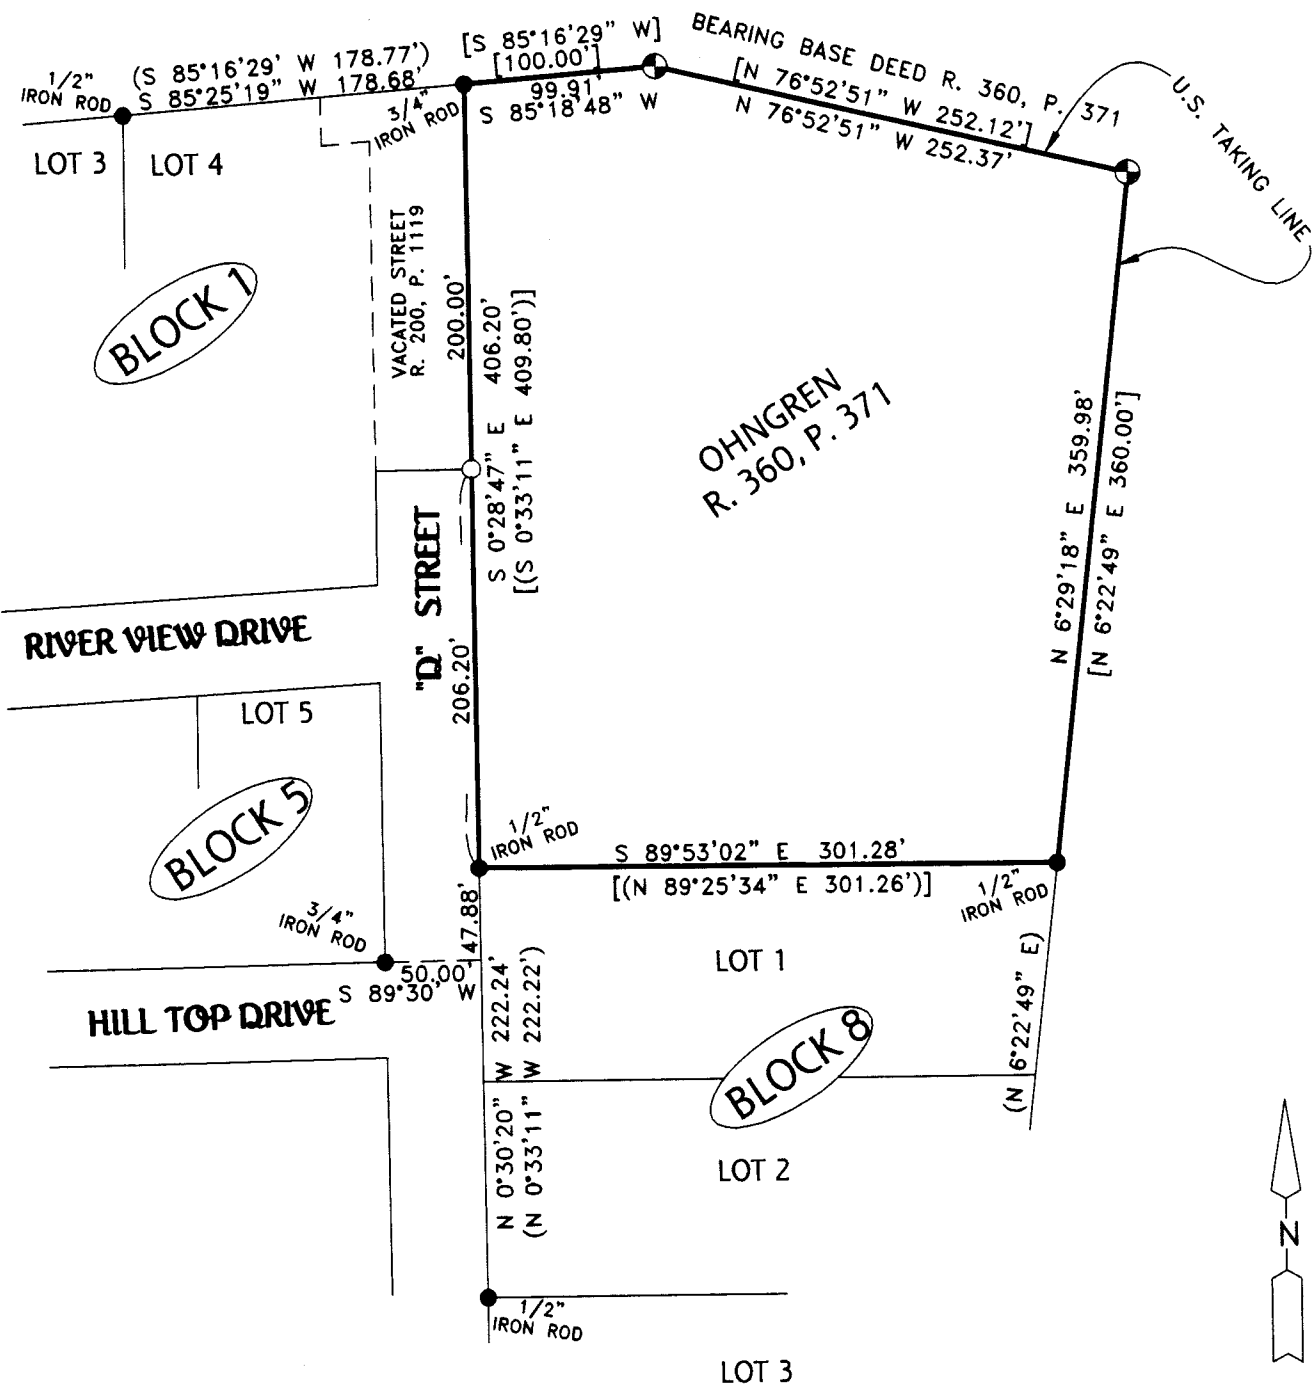 BEARING BASE DEED R. 360, P. 371
[S 85°16'29" W]
[100.00']
99.91'
S 85°18'48" W
(S 85°16'29' W 178.77')
S 85°25'19" W 178.68'
1/2"
IRON ROD
3/4"
IRON ROD
[N 76°52'51" W 252.12']
N 76°52'51" W 252.37'
U.S. TAKING LINE
LOT 3
LOT 4
BLOCK 1
VACATED STREET
R. 200, P. 1119
200.00'
S 0°28'47" E 406.20'
[(S 0°33'11" E 409.80')]
OHNGREN
R. 360, P. 371
N 6°29'18" E 359.98'
[N 6°22'49" E 360.00']
"D" STREET
206.20'
RIVER VIEW DRIVE
LOT 5
BLOCK 5
1/2"
IRON ROD
S 89°53'02" E 301.28'
[(N 89°25'34" E 301.26')]
1/2"
IRON ROD
3/4"
IRON ROD
47.88'
50.00'
S 89°30' W
HILL TOP DRIVE
LOT 1
N 0°30'20" W 222.24'
(N 0°33'11" W 222.22')
(N 6°22'49" E)
BLOCK 8
LOT 2
N
1/2"
IRON ROD
LOT 3